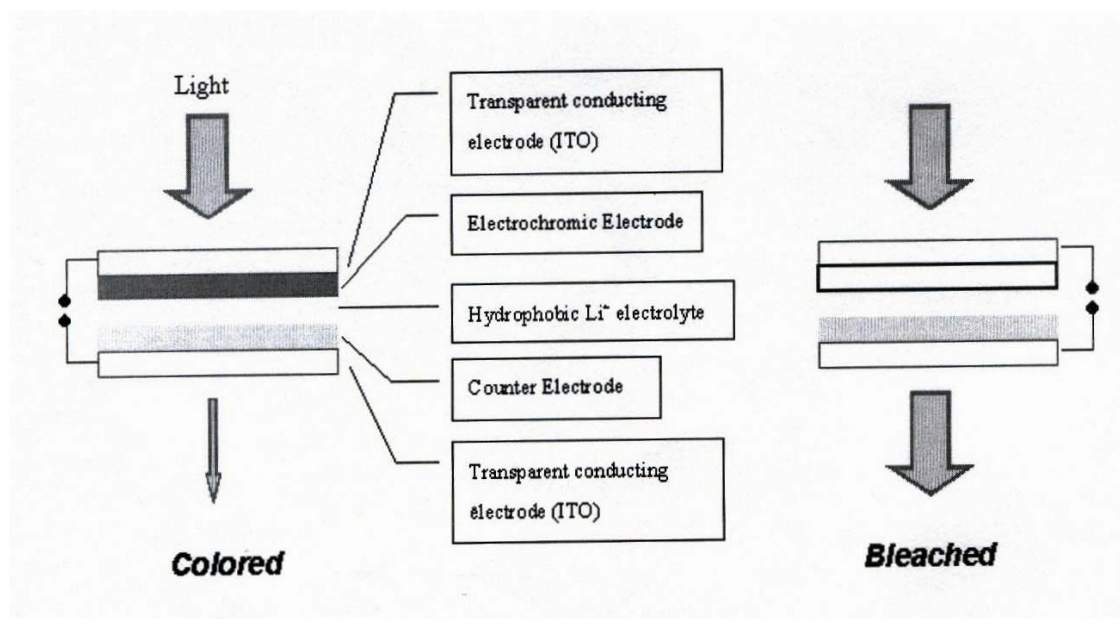 Light
Transparent conducting
electrode (ITO)
Electrochromic Electrode
Hydrophobic Li⁺ electrolyte
Counter Electrode
Transparent conducting
electrode (ITO)
Colored
Bleached